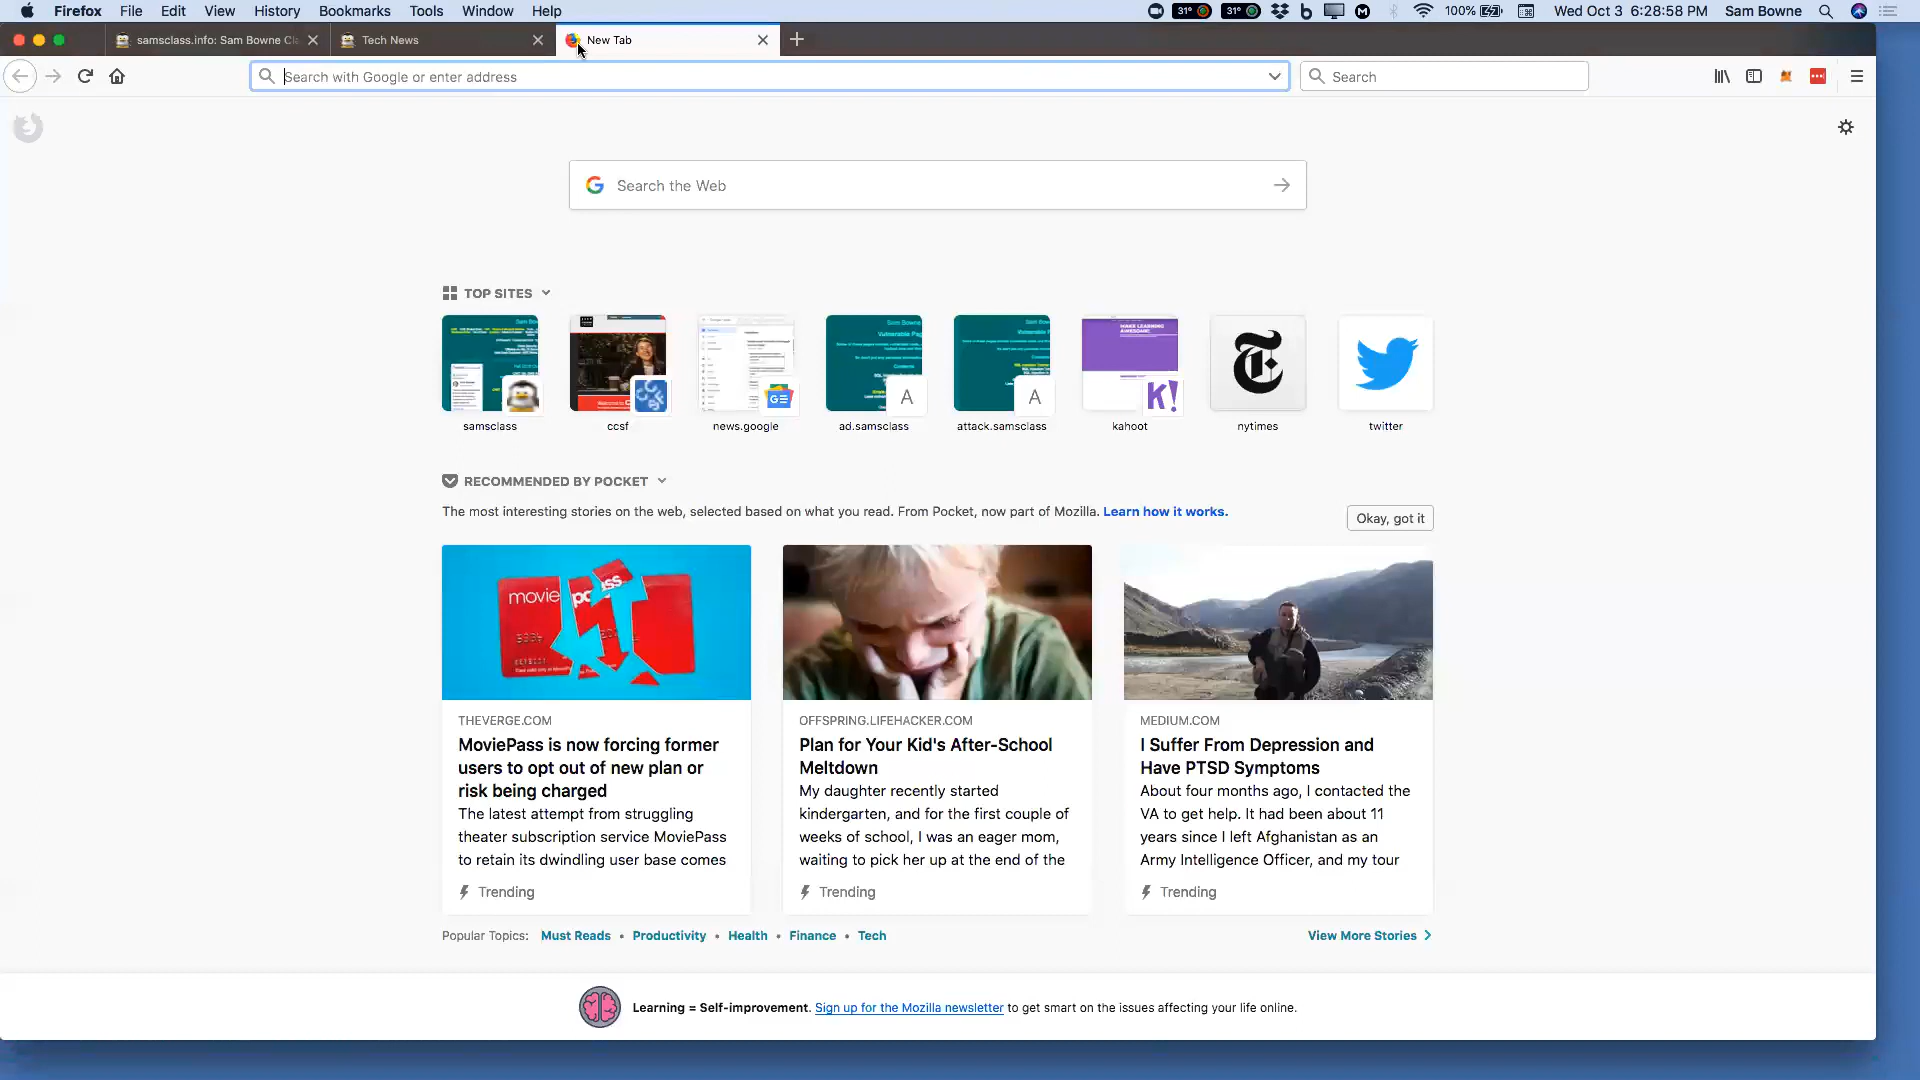 Firefox File Edit View History Bookmarks Tools Window Help 31° 31° 100% Wed Oct 3 6:28:58 PM Sam Bowne
samsclass.info: Sam Bowne Cl Tech News New Tab
Search with Google or enter address Search
Search the Web
TOP SITES
samsclass ccsf news.google ad.samsclass attack.samsclass kahoot nytimes twitter
RECOMMENDED BY POCKET
The most interesting stories on the web, selected based on what you read. From Pocket, now part of Mozilla. Learn how it works. Okay, got it
THEVERGE.COM
MoviePass is now forcing former
users to opt out of new plan or
risk being charged
The latest attempt from struggling
theater subscription service MoviePass
to retain its dwindling user base comes
Trending
OFFSPRING.LIFEHACKER.COM
Plan for Your Kid's After-School
Meltdown
My daughter recently started
kindergarten, and for the first couple of
weeks of school, I was an eager mom,
waiting to pick her up at the end of the
Trending
MEDIUM.COM
I Suffer From Depression and
Have PTSD Symptoms
About four months ago, I contacted the
VA to get help. It had been about 11
years since I left Afghanistan as an
Army Intelligence Officer, and my tour
Trending
Popular Topics: Must Reads • Productivity • Health • Finance • Tech View More Stories
Learning = Self-improvement. Sign up for the Mozilla newsletter to get smart on the issues affecting your life online.